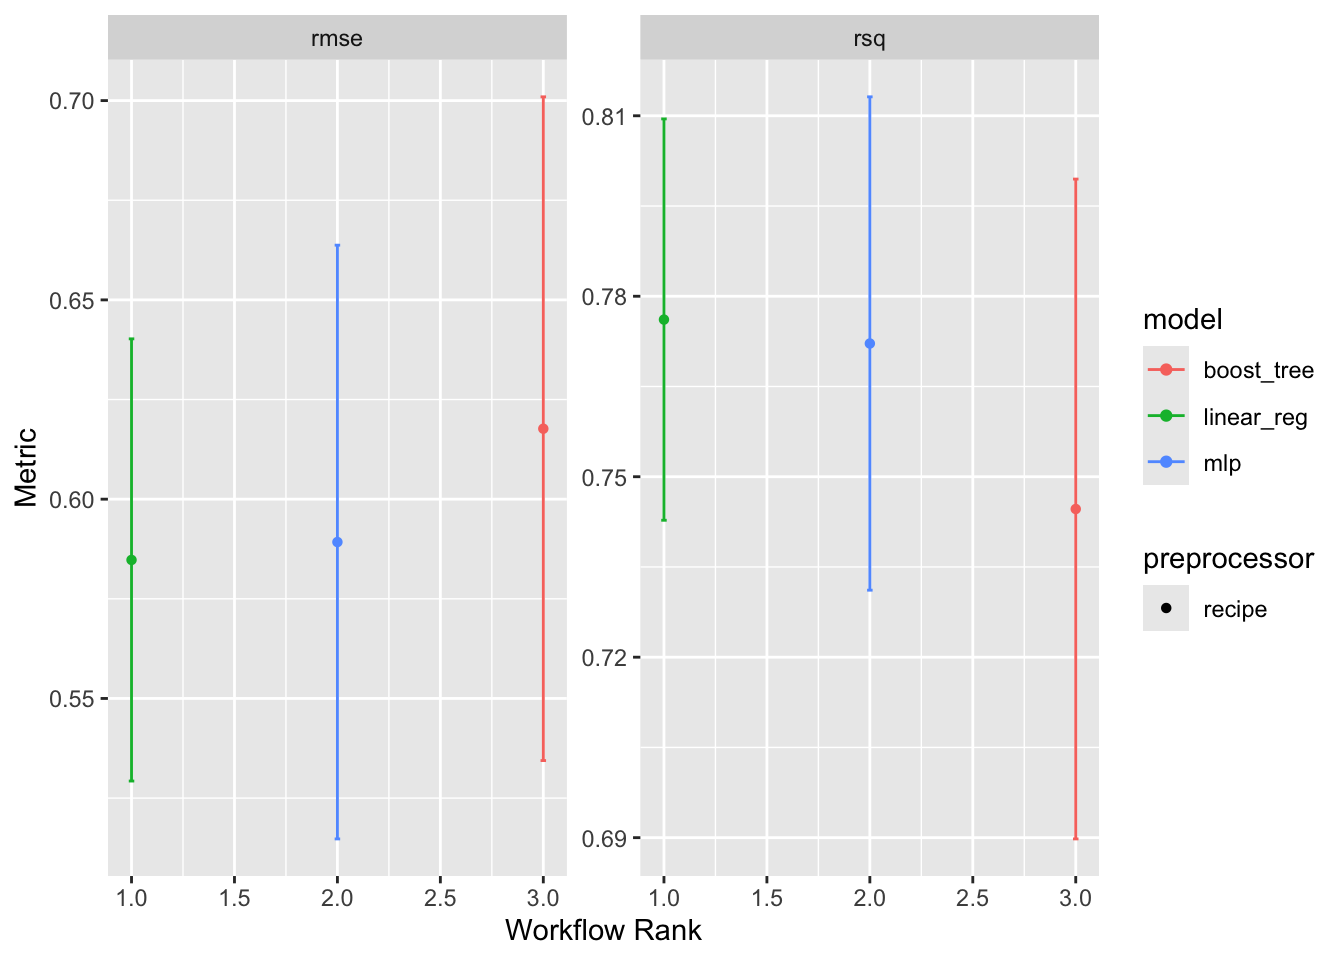 rmse
rsq
Metric
0.70
0.65
0.60
0.55
0.81
0.78
0.75
0.72
0.69
1.0 1.5 2.0 2.5 3.0
1.0 1.5 2.0 2.5 3.0
Workflow Rank
model
boost_tree
linear_reg
mlp
preprocessor
recipe